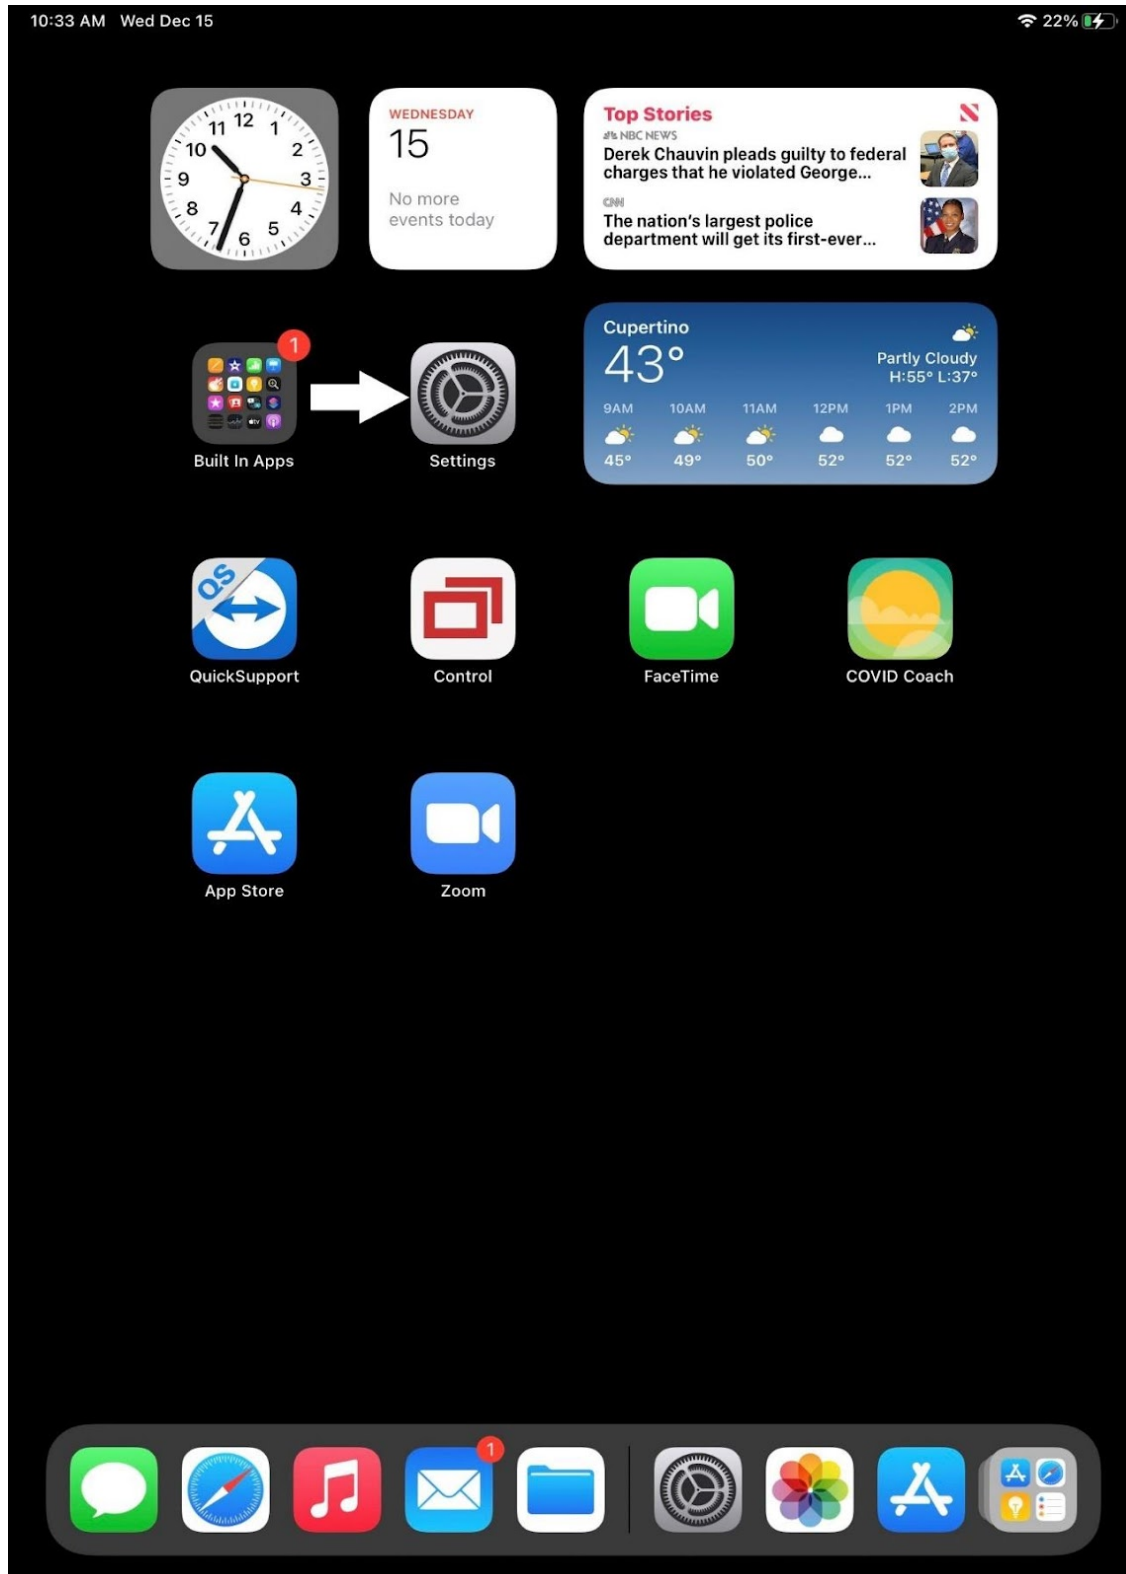 10:33 AM Wed Dec 15
22%
11 12 1
10 2
9 3
8 4
7 6 5
WEDNESDAY
15
No more
events today
Top Stories
NBC NEWS
Derek Chauvin pleads guilty to federal
charges that he violated George...
CNN
The nation's largest police
department will get its first-ever...
1
Built In Apps
Settings
Cupertino
43°
Partly Cloudy
H:55° L:37°
9AM 10AM 11AM 12PM 1PM 2PM
45° 49° 50° 52° 52° 52°
QS
QuickSupport
Control
FaceTime
COVID Coach
App Store
Zoom
1